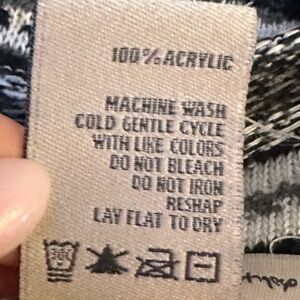 100% ACRYLIC
MACHINE WASH
COLD GENTLE CYCLE
WITH LIKE COLORS
DO NOT BLEACH
DO NOT IRON
RESHAP
LAY FLAT TO DRY